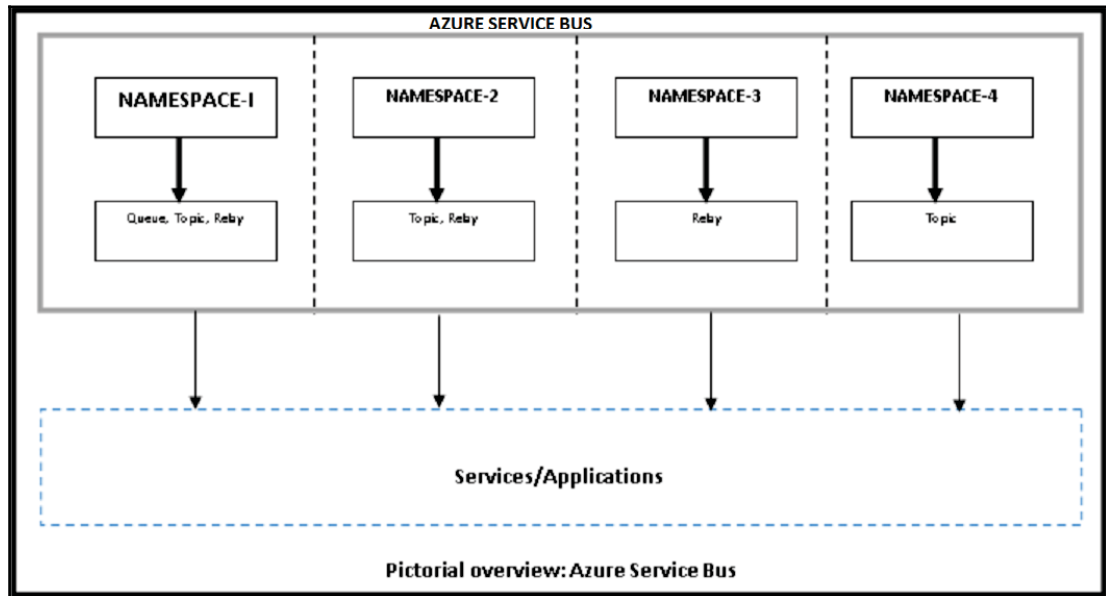 AZURE SERVICE BUS
NAMESPACE-I
NAMESPACE-2
NAMESPACE-3
NAMESPACE-4
Queue, Topic, Relay
Topic, Relay
Relay
Topic
Services/Applications
Pictorial overview: Azure Service Bus